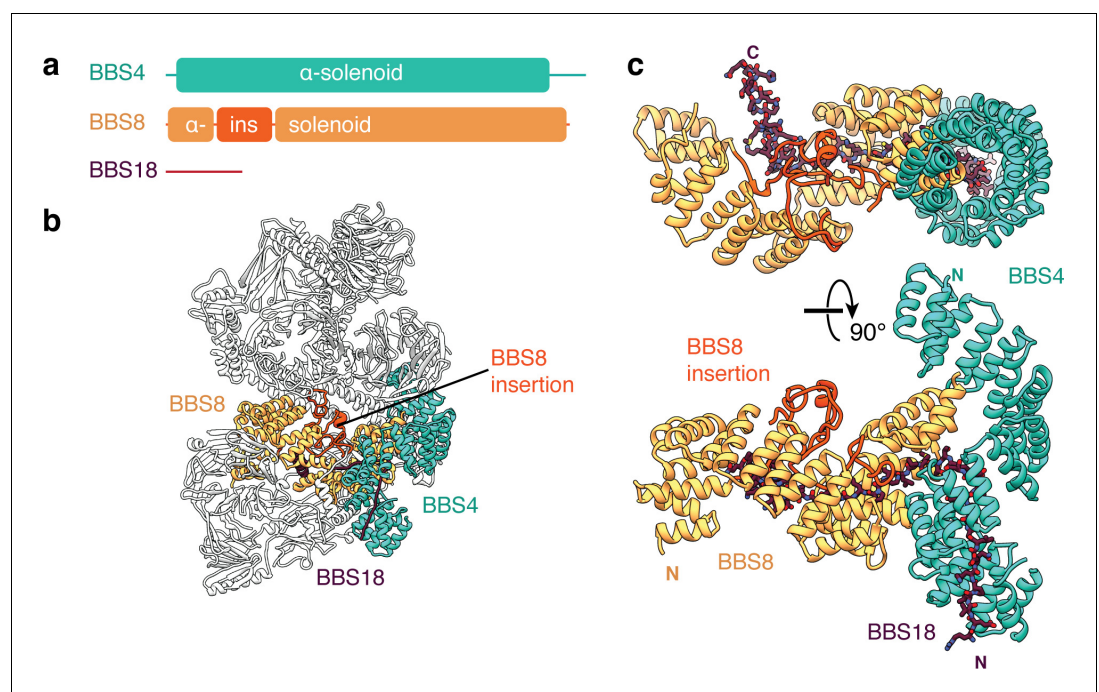 a
BBS4
α-solenoid
BBS8
α-
ins
solenoid
BBS18
b
BBS8
BBS8
insertion
BBS4
BBS18
c
C
BBS4
90°
N
BBS8
insertion
N
BBS8
BBS18
N